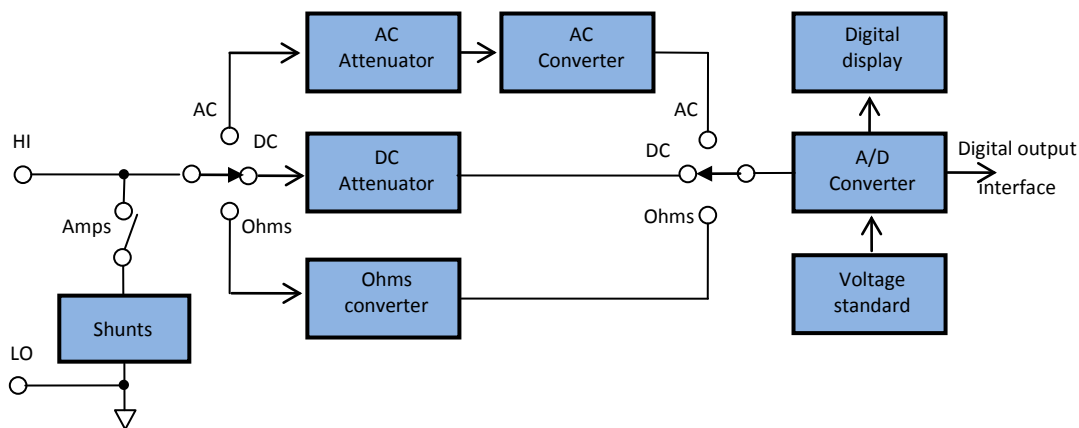 AC
Attenuator
AC
Converter
Digital
display
AC
AC
HI
DC
DC
Attenuator
DC
A/D
Converter
Digital output
interface
Amps
Ohms
Ohms
Ohms
converter
Voltage
standard
Shunts
LO